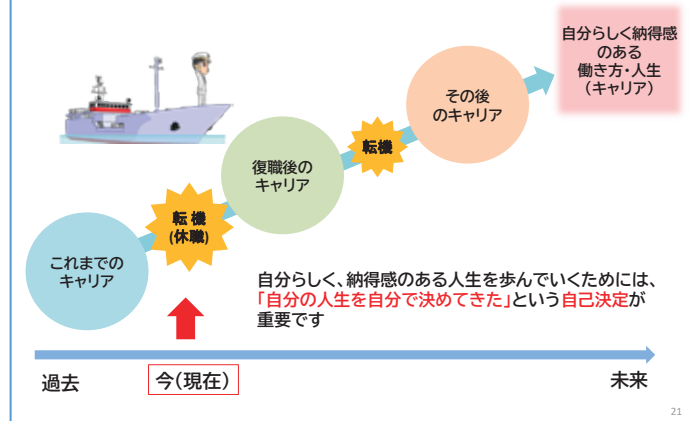 自分らしく納得感
のある
働き方・人生
（キャリア）
その後
のキャリア
転機
復職後の
キャリア
転 機
(休職)
これまでの
キャリア
自分らしく、納得感のある人生を歩んでいくためには、
「自分の人生を自分で決めてきた」という自己決定が
重要です
過去
今(現在)
未来
21